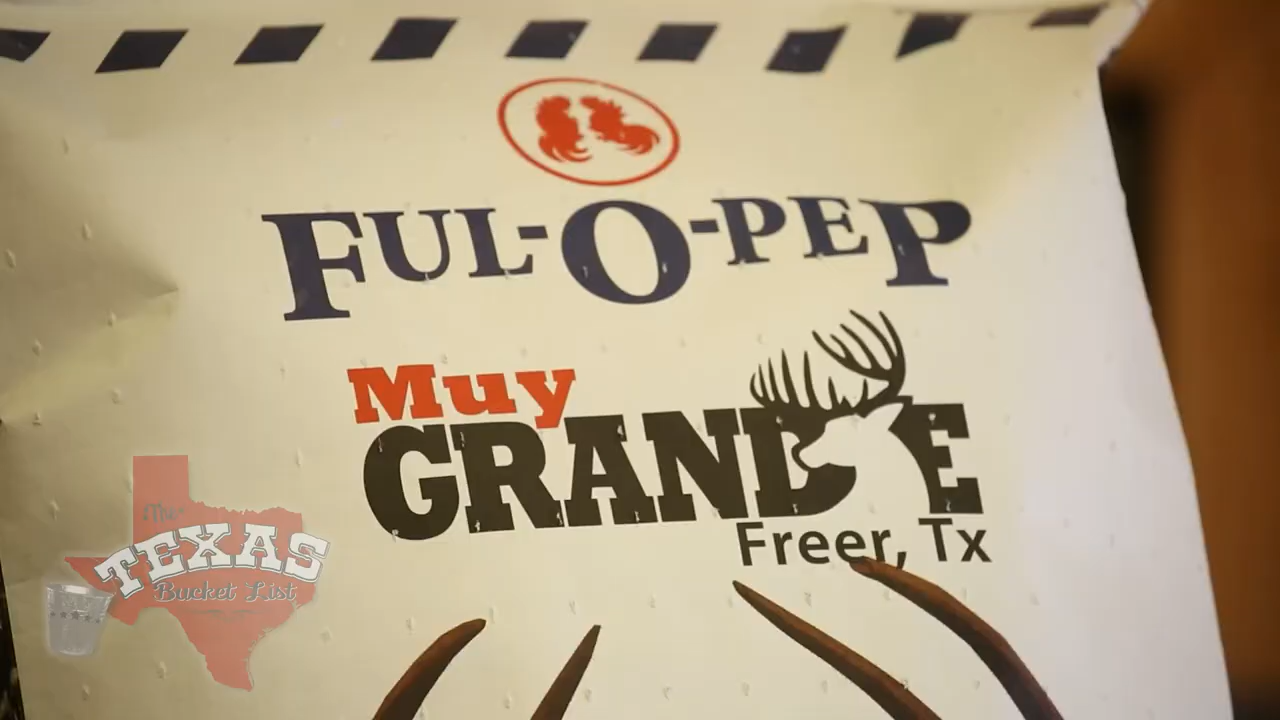 FUL-O-PEP
Muy
GRANDE
Freer, Tx
The
TEXAS
Bucket List